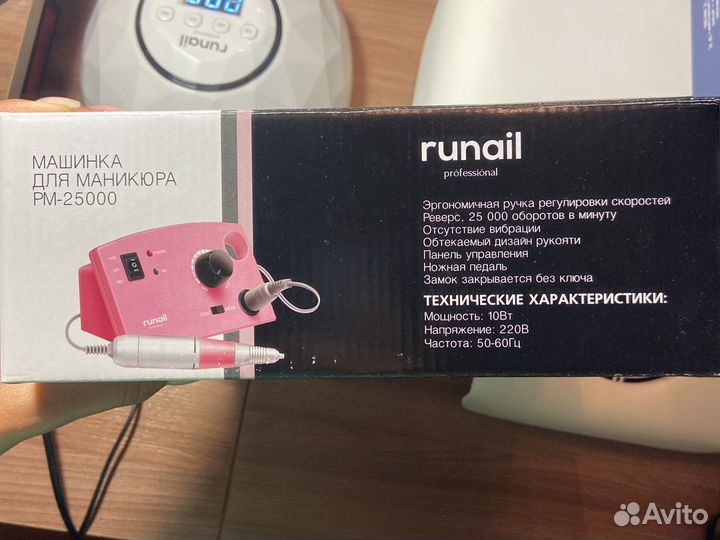 runail
professional
МАШИНКА
ДЛЯ МАНИКЮРА
PM-25000
runail
professional
runail
professional
Эргономичная ручка регулировки скоростей
Реверс, 25 000 оборотов в минуту
Отсутствие вибрации
Обтекаемый дизайн рукояти
Панель управления
Ножная педаль
Замок закрывается без ключа
ТЕХНИЧЕСКИЕ ХАРАКТЕРИСТИКИ:
Мощность: 10Вт
Напряжение: 220В
Частота: 50-60Гц
Avito